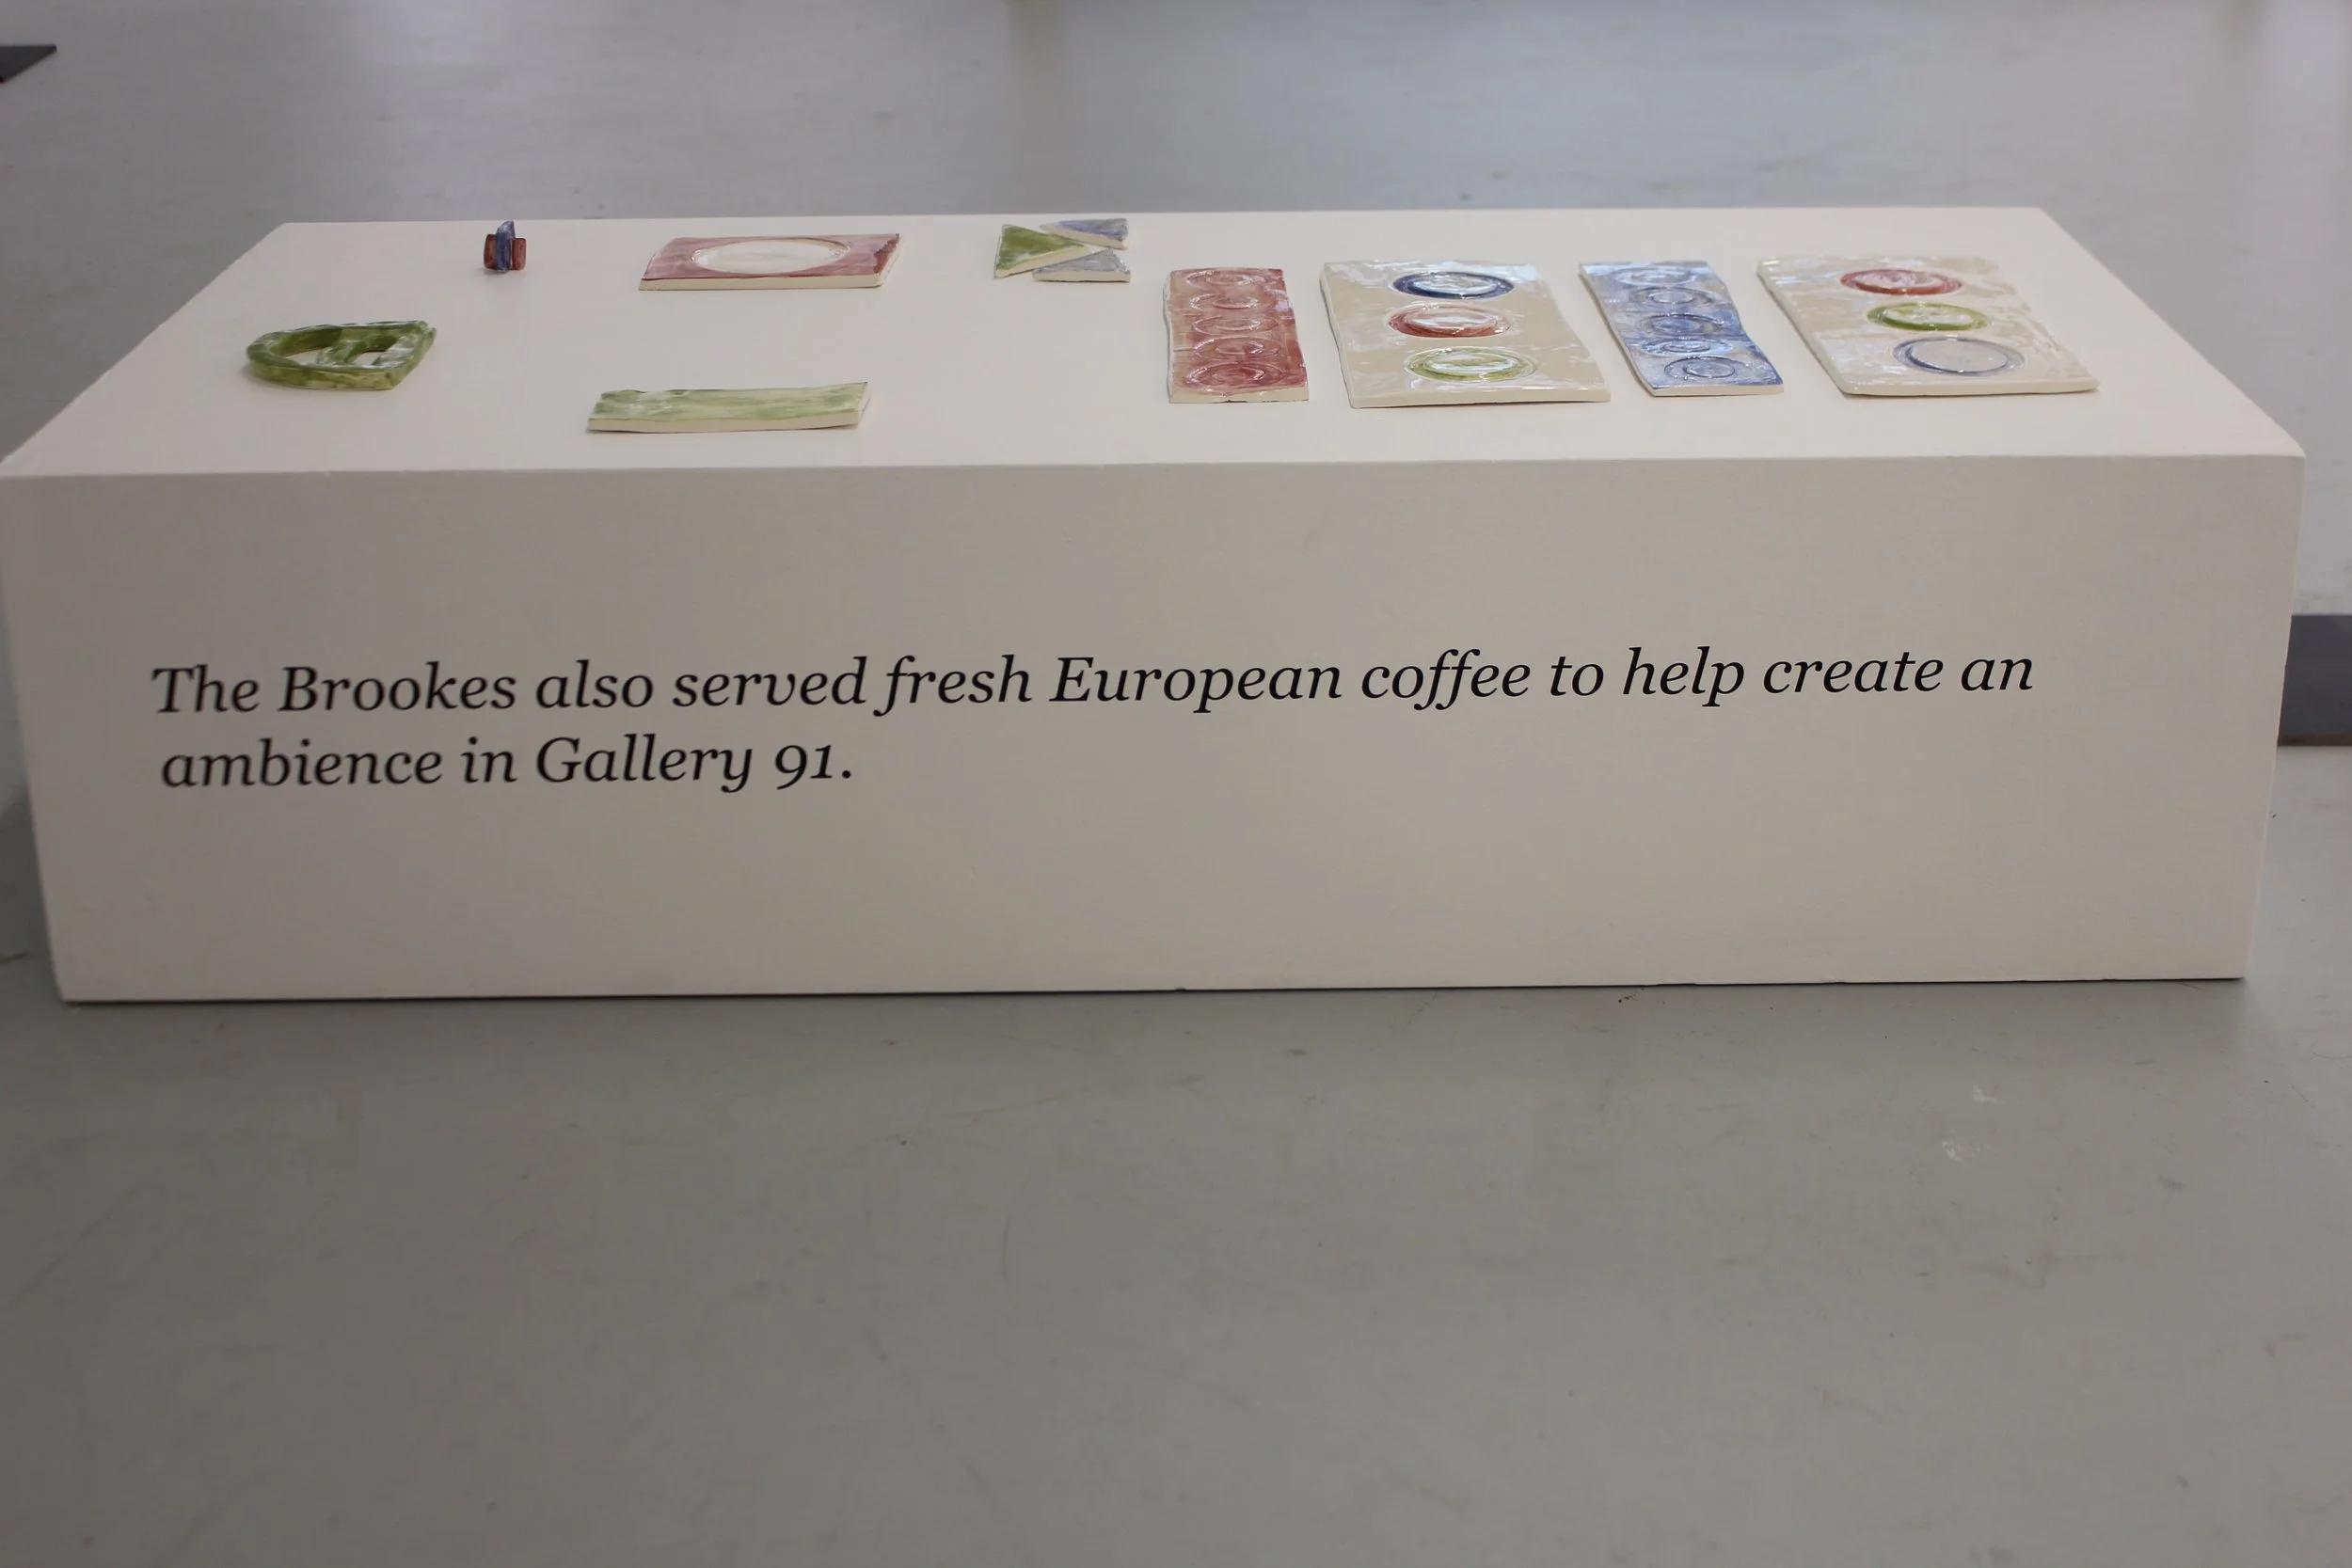 The Brookes also served fresh European coffee to help create an
ambience in Gallery 91.